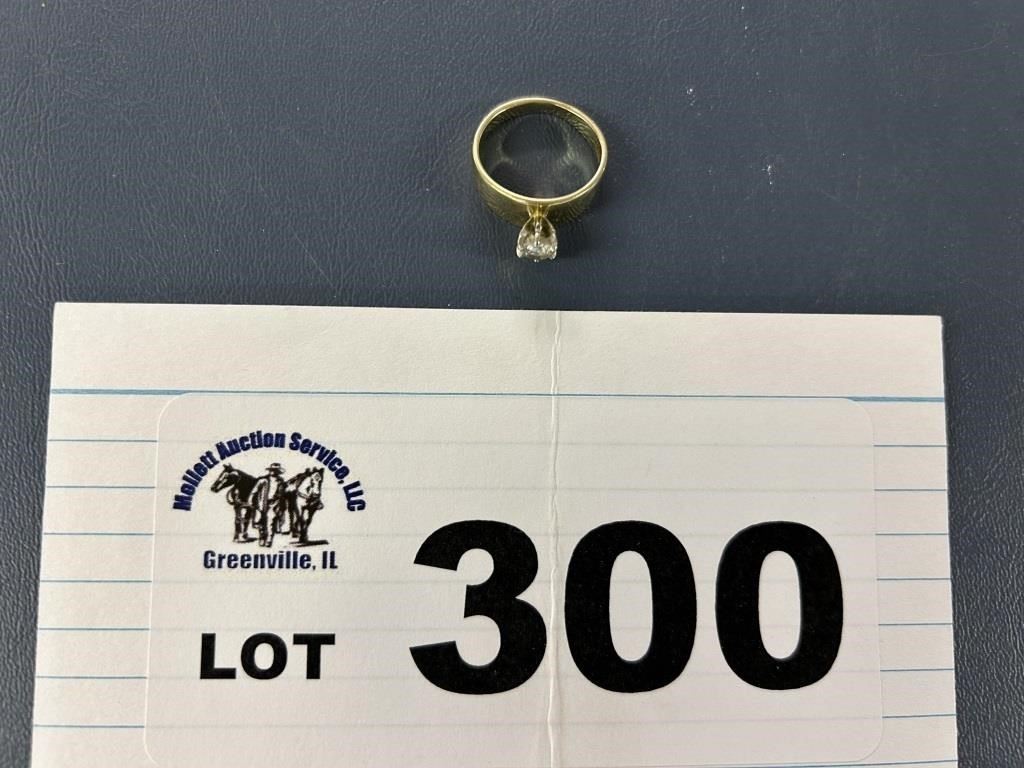 Mollett Auction Service, LLC
Greenville, IL
LOT 300